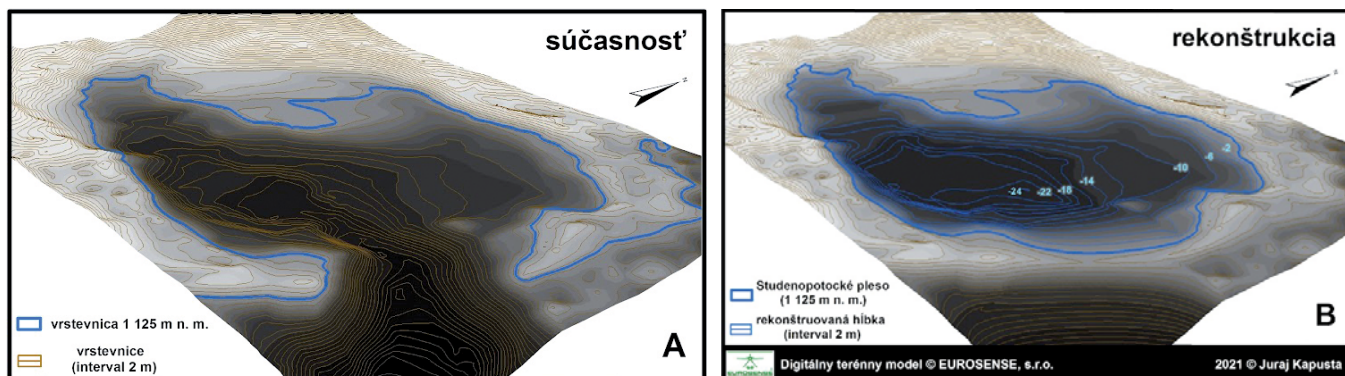 súčasnosť
vrstevnica 1 125 m n. m.
vrstevnice
(interval 2 m)
A
rekonštrukcia
-2
-6
-10
-14
-18
-22
-24
Studenopotocké pleso
(1 125 m n. m.)
rekonštruovaná hĺbka
(interval 2 m)
B
EUROSENSE
Digitálny terénny model © EUROSENSE, s.r.o.
2021 © Juraj Kapusta